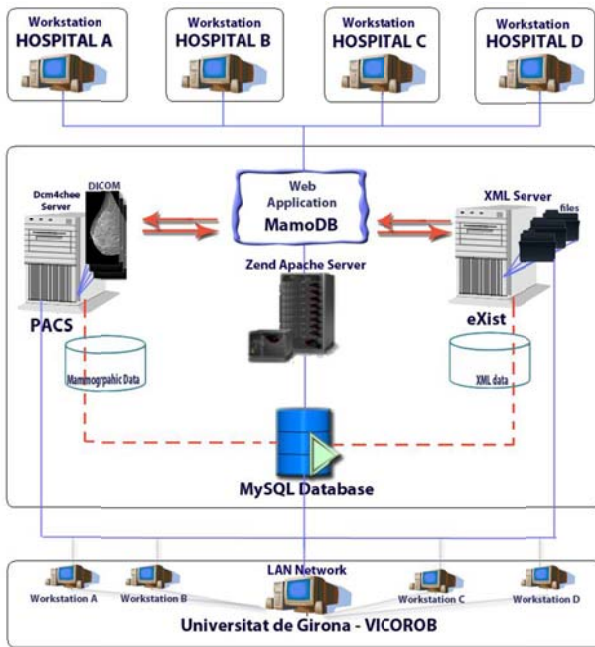 Workstation
HOSPITAL A
Workstation
HOSPITAL B
Workstation
HOSPITAL C
Workstation
HOSPITAL D
Dcm4chee
Server
DICOM
Web
Application
MamoDB
XML Server
files
Zend Apache Server
PACS
eXist
Mammogrpahic Data
XML data
MySQL Database
LAN Network
Workstation A
Workstation B
Workstation C
Workstation D
Universitat de Girona - VICOROB